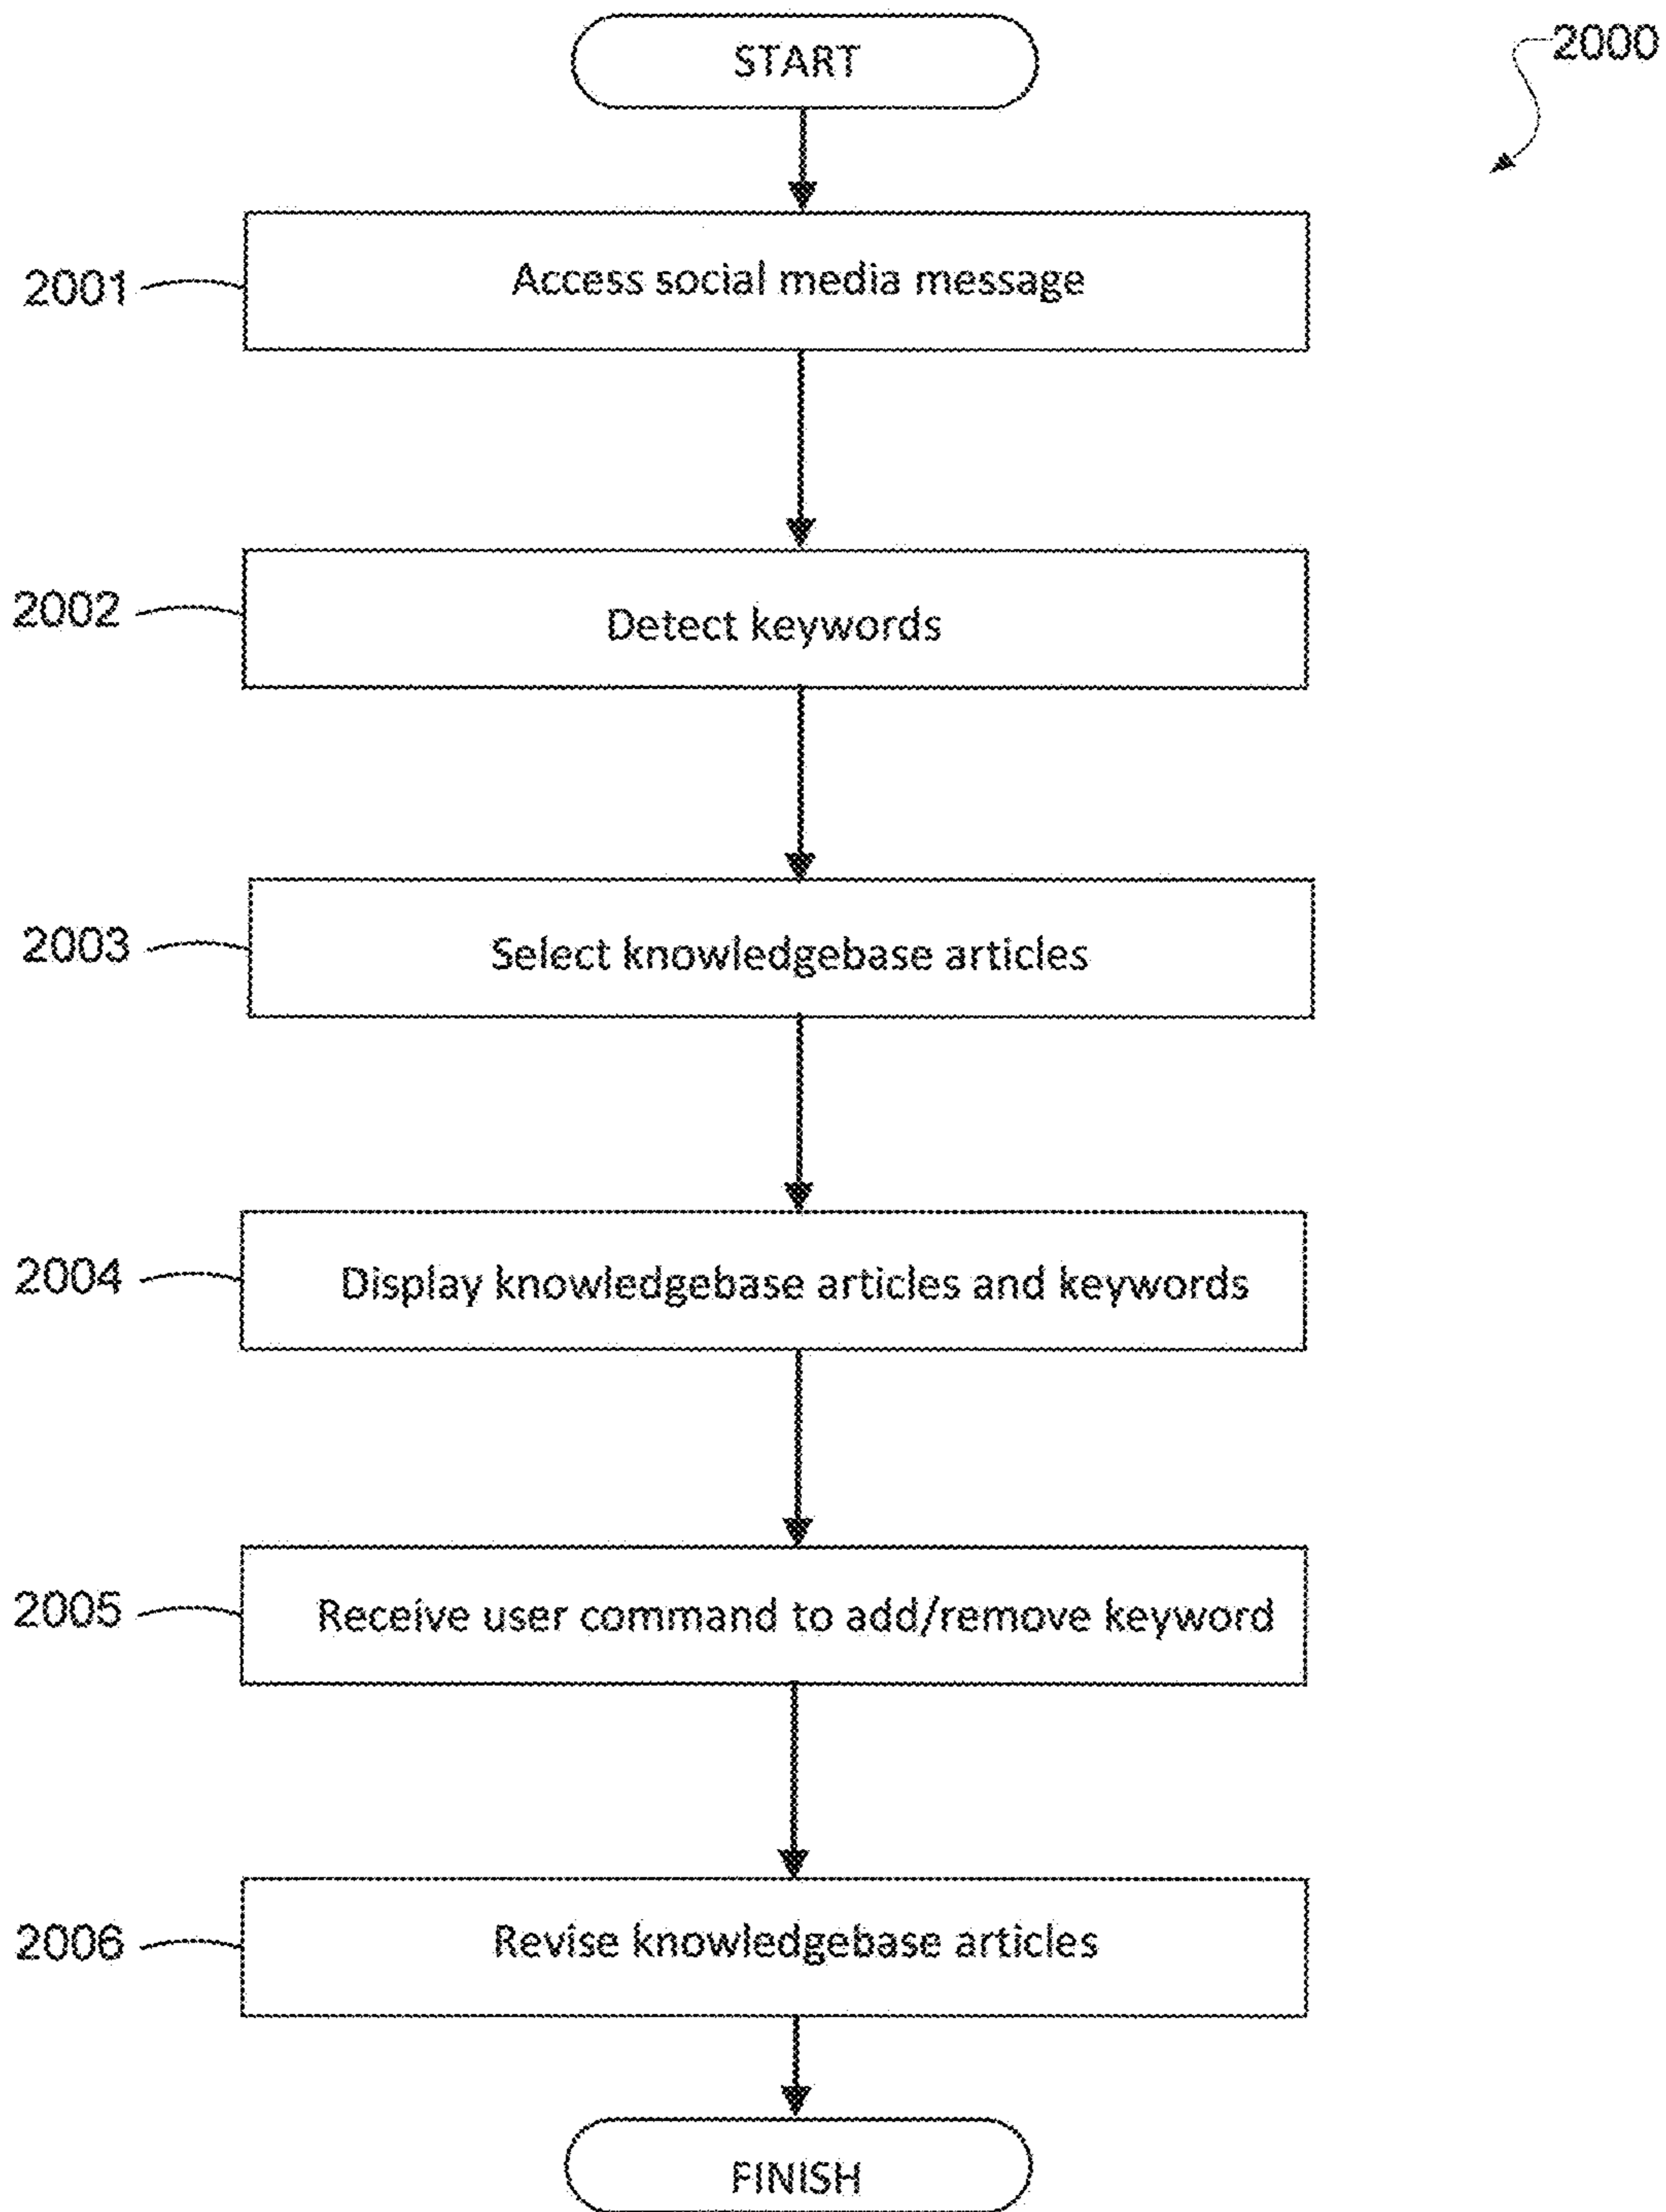 START
2000
2001
Access social media message
2002
Detect keywords
2003
Select knowledgebase articles
2004
Display knowledgebase articles and keywords
2005
Receive user command to add/remove keyword
2006
Revise knowledgebase articles
FINISH